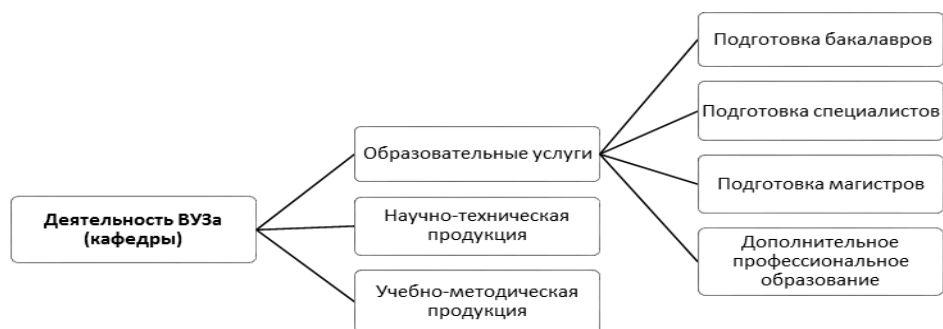 Деятельность ВУЗа
(кафедры)
Образовательные услуги
Научно-техническая
продукция
Учебно-методическая
продукция
Подготовка бакалавров
Подготовка специалистов
Подготовка магистров
Дополнительное
профессиональное
образование